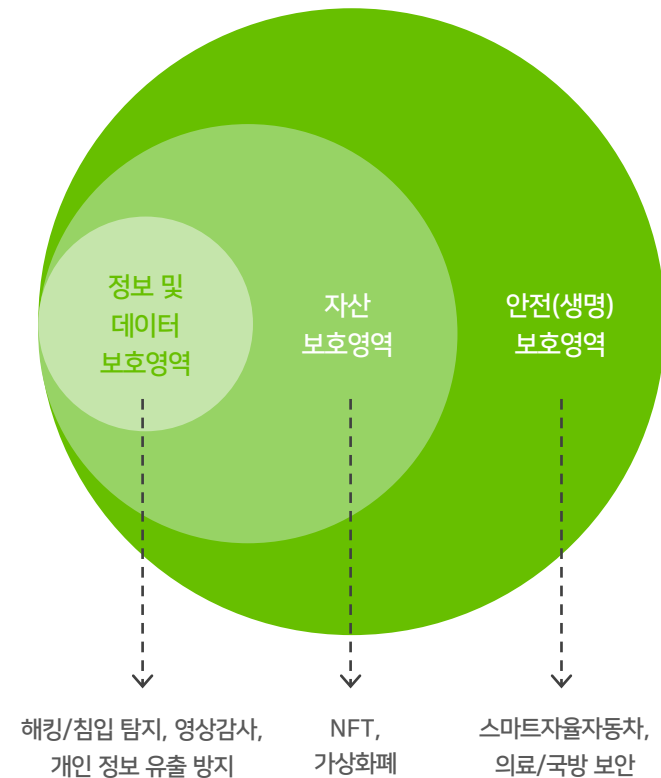 정보 및
데이터
보호영역
자산
보호영역
안전(생명)
보호영역
해킹/침입 탐지, 영상감사,
개인 정보 유출 방지
NFT,
가상화폐
스마트자율자동차,
의료/국방 보안